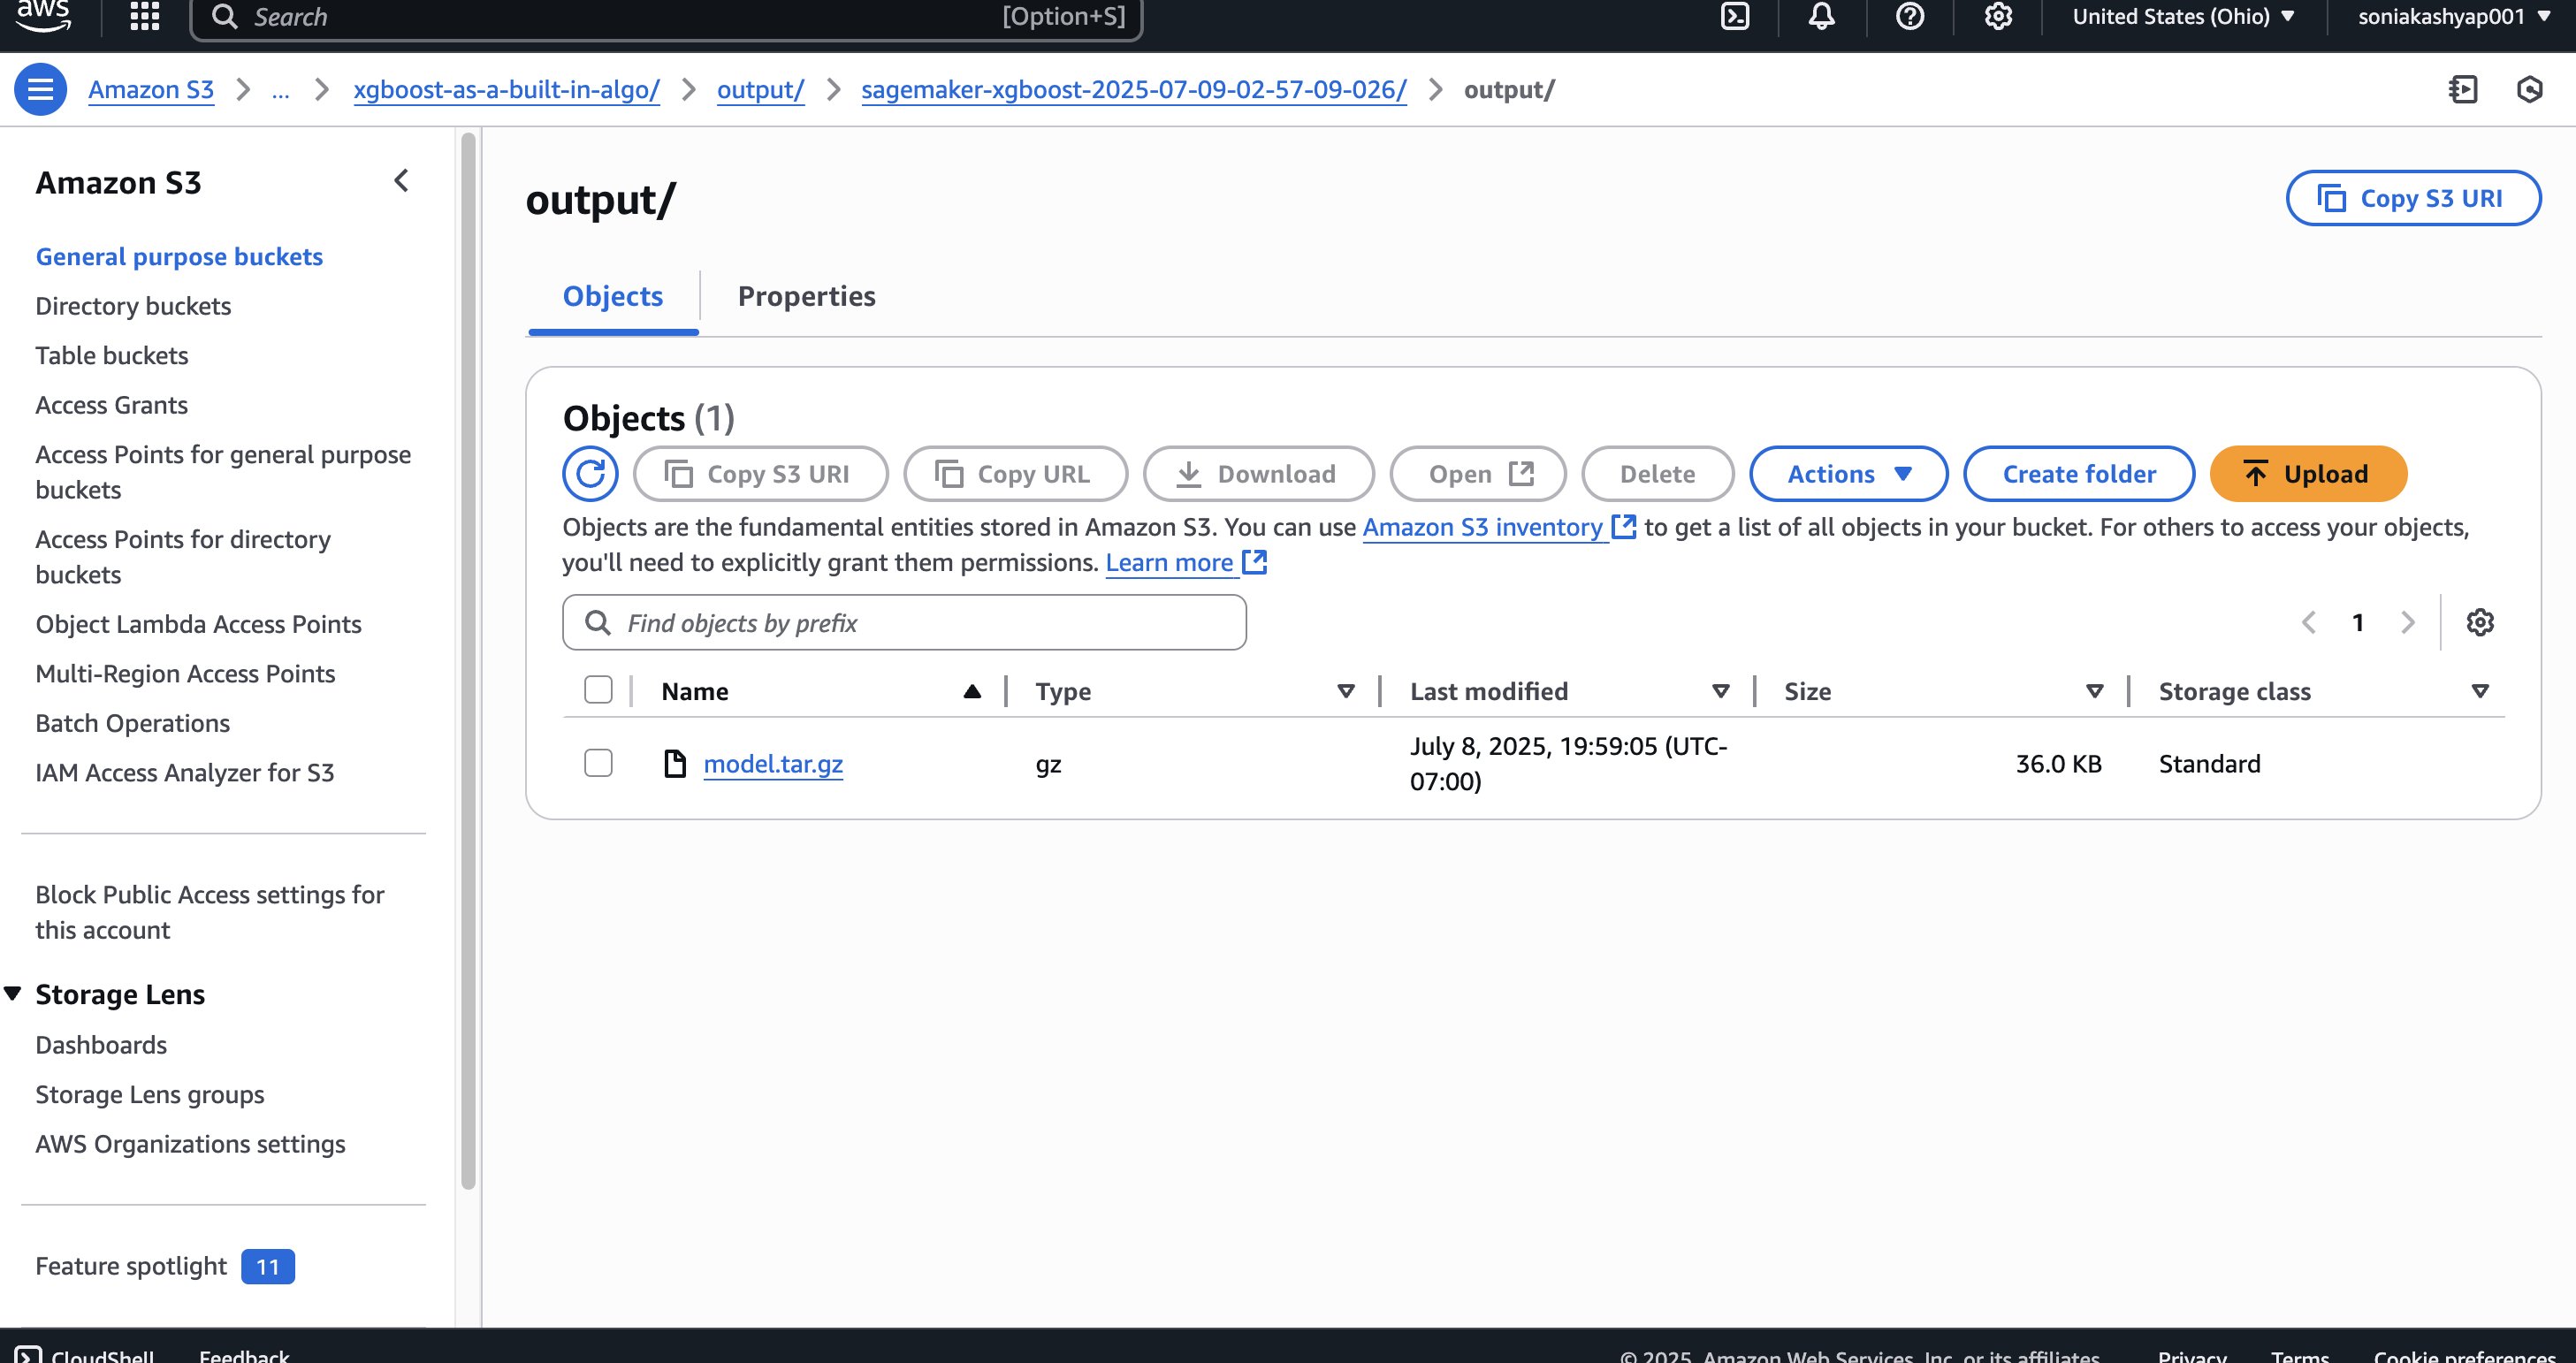 aws
Search
[Option+S]
United States (Ohio)
soniakashyap001
Amazon S3
...
xgboost-as-a-built-in-algo/
output/
sagemaker-xgboost-2025-07-09-02-57-09-026/
output/
Amazon S3
General purpose buckets
Directory buckets
Table buckets
Access Grants
Access Points for general purpose
buckets
Access Points for directory
buckets
Object Lambda Access Points
Multi-Region Access Points
Batch Operations
IAM Access Analyzer for S3
Block Public Access settings for
this account
Storage Lens
Dashboards
Storage Lens groups
AWS Organizations settings
Feature spotlight 11
output/
Copy S3 URI
Objects
Properties
Objects (1)
Copy S3 URI
Copy URL
Download
Open
Delete
Actions
Create folder
Upload
Objects are the fundamental entities stored in Amazon S3. You can use Amazon S3 inventory to get a list of all objects in your bucket. For others to access your objects,
you'll need to explicitly grant them permissions. Learn more
Find objects by prefix
1
Name
Type
Last modified
Size
Storage class
model.tar.gz
gz
July 8, 2025, 19:59:05 (UTC-
07:00)
36.0 KB
Standard
CloudShell
Feedback
© 2025, Amazon Web Services, Inc. or its affiliates.
Privacy
Terms
Cookie preferences